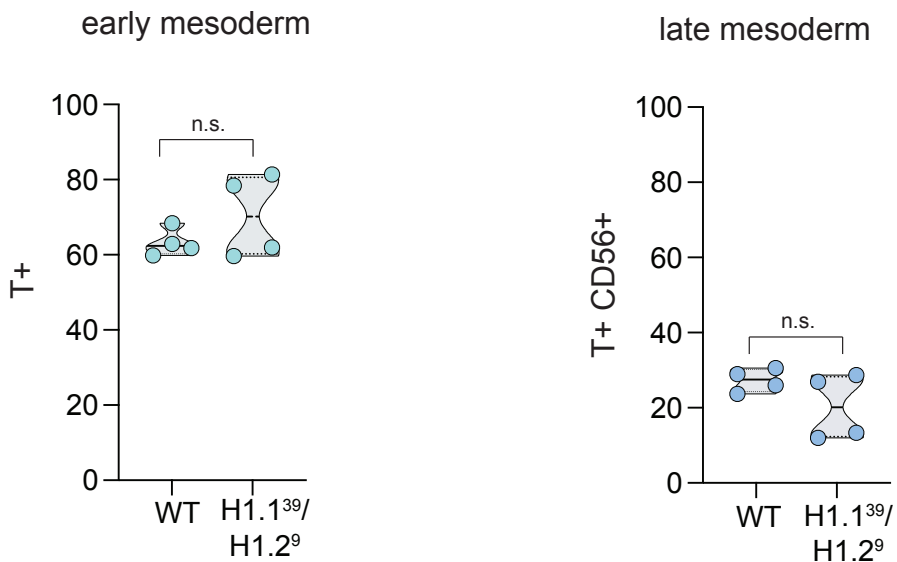 early mesoderm
T+
100
80
60
40
20
0
n.s.
WT
H1.1³⁹/
H1.2⁹
late mesoderm
T+ CD56+
100
80
60
40
20
0
n.s.
WT
H1.1³⁹/
H1.2⁹